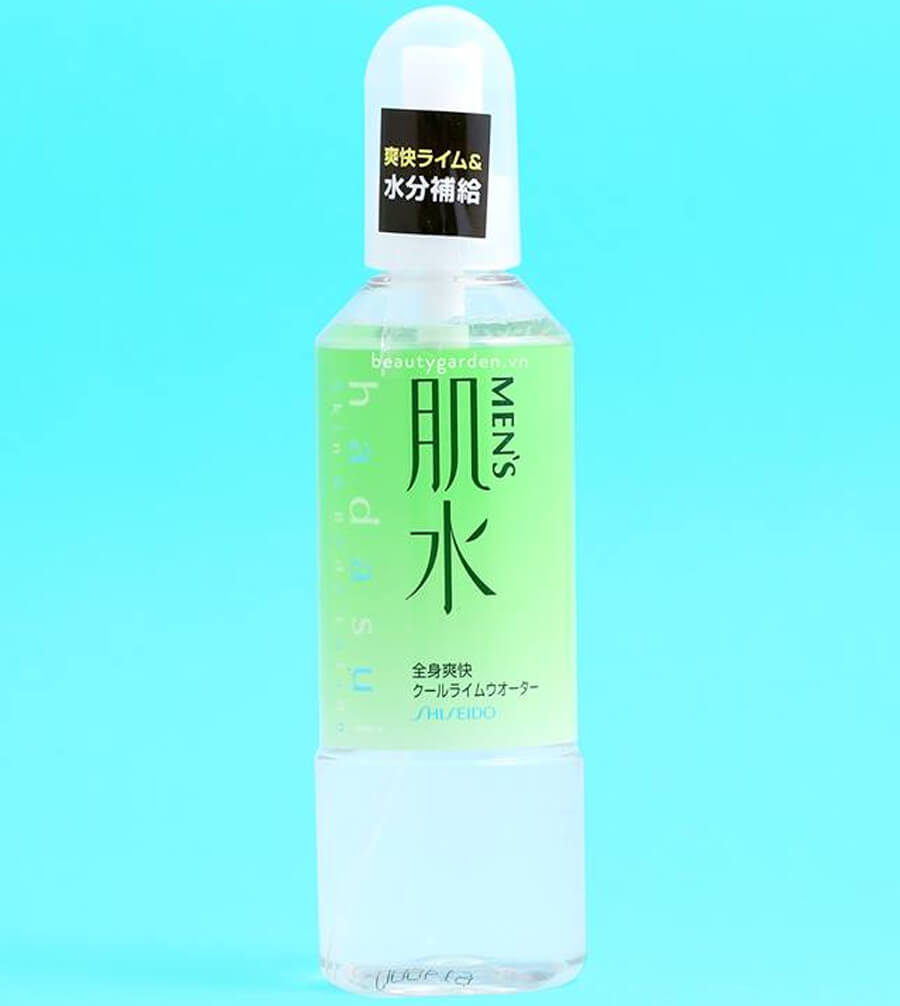 爽快ライム&
水分補給
beautygarden.vn
MEN'S
肌水
hadasui
全身爽快
クールライムウオーター
SHISEIDO